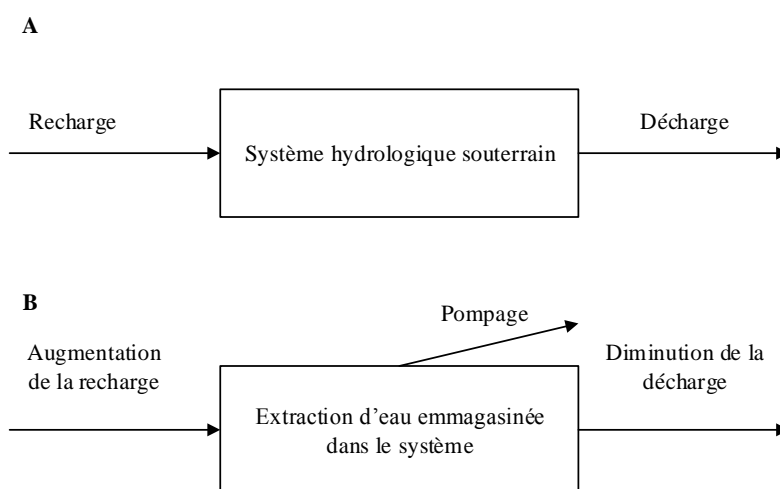 A
Recharge
Système hydrologique souterrain
Décharge
B
Pompage
Augmentation
de la recharge
Extraction d'eau emmagasinée
dans le système
Diminution de la
décharge